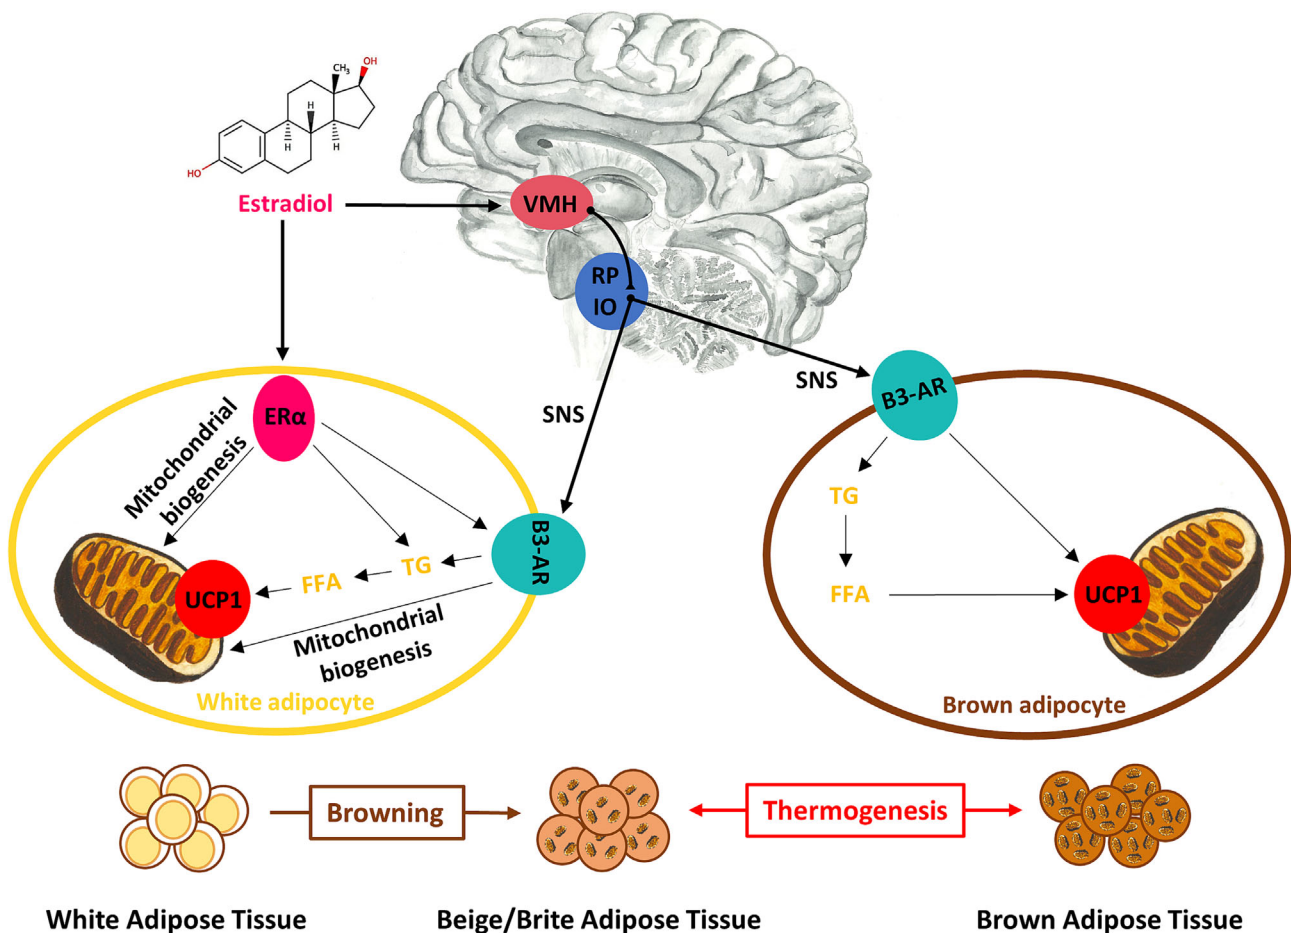 OH
CH₃
H
H
H
HO
Estradiol
VMH
RP
IO
SNS
SNS
B3-AR
ERα
Mitochondrial
biogenesis
B3-AR
TG
FFA
UCP1
Mitochondrial
biogenesis
White adipocyte
TG
FFA
UCP1
Brown adipocyte
Browning
Thermogenesis
White Adipose Tissue
Beige/Brite Adipose Tissue
Brown Adipose Tissue